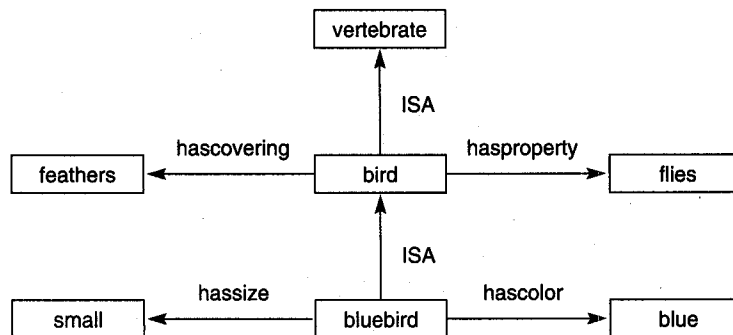 vertebrate
ISA
hascovering hasproperty
feathers bird flies
ISA
hassize hascolor
small bluebird blue